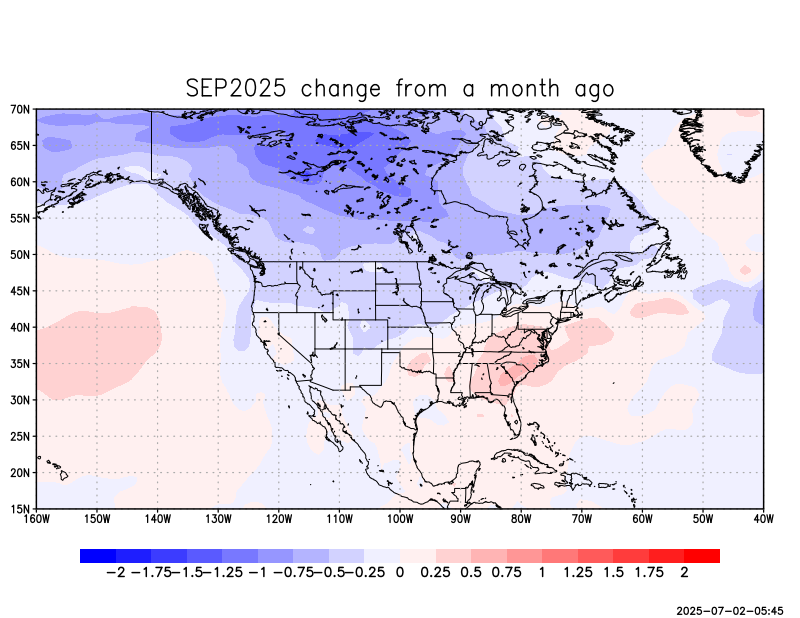 SEP2025 change from a month ago
70N
65N
60N
55N
50N
45N
40N
35N
30N
25N
20N
15N
160W 150W 140W 130W 120W 110W 100W 90W 80W 70W 60W 50W 40W
-2 -1.75 -1.5 -1.25 -1 -0.75 -0.5 -0.25 0 0.25 0.5 0.75 1 1.25 1.5 1.75 2
2025-07-02-05:45